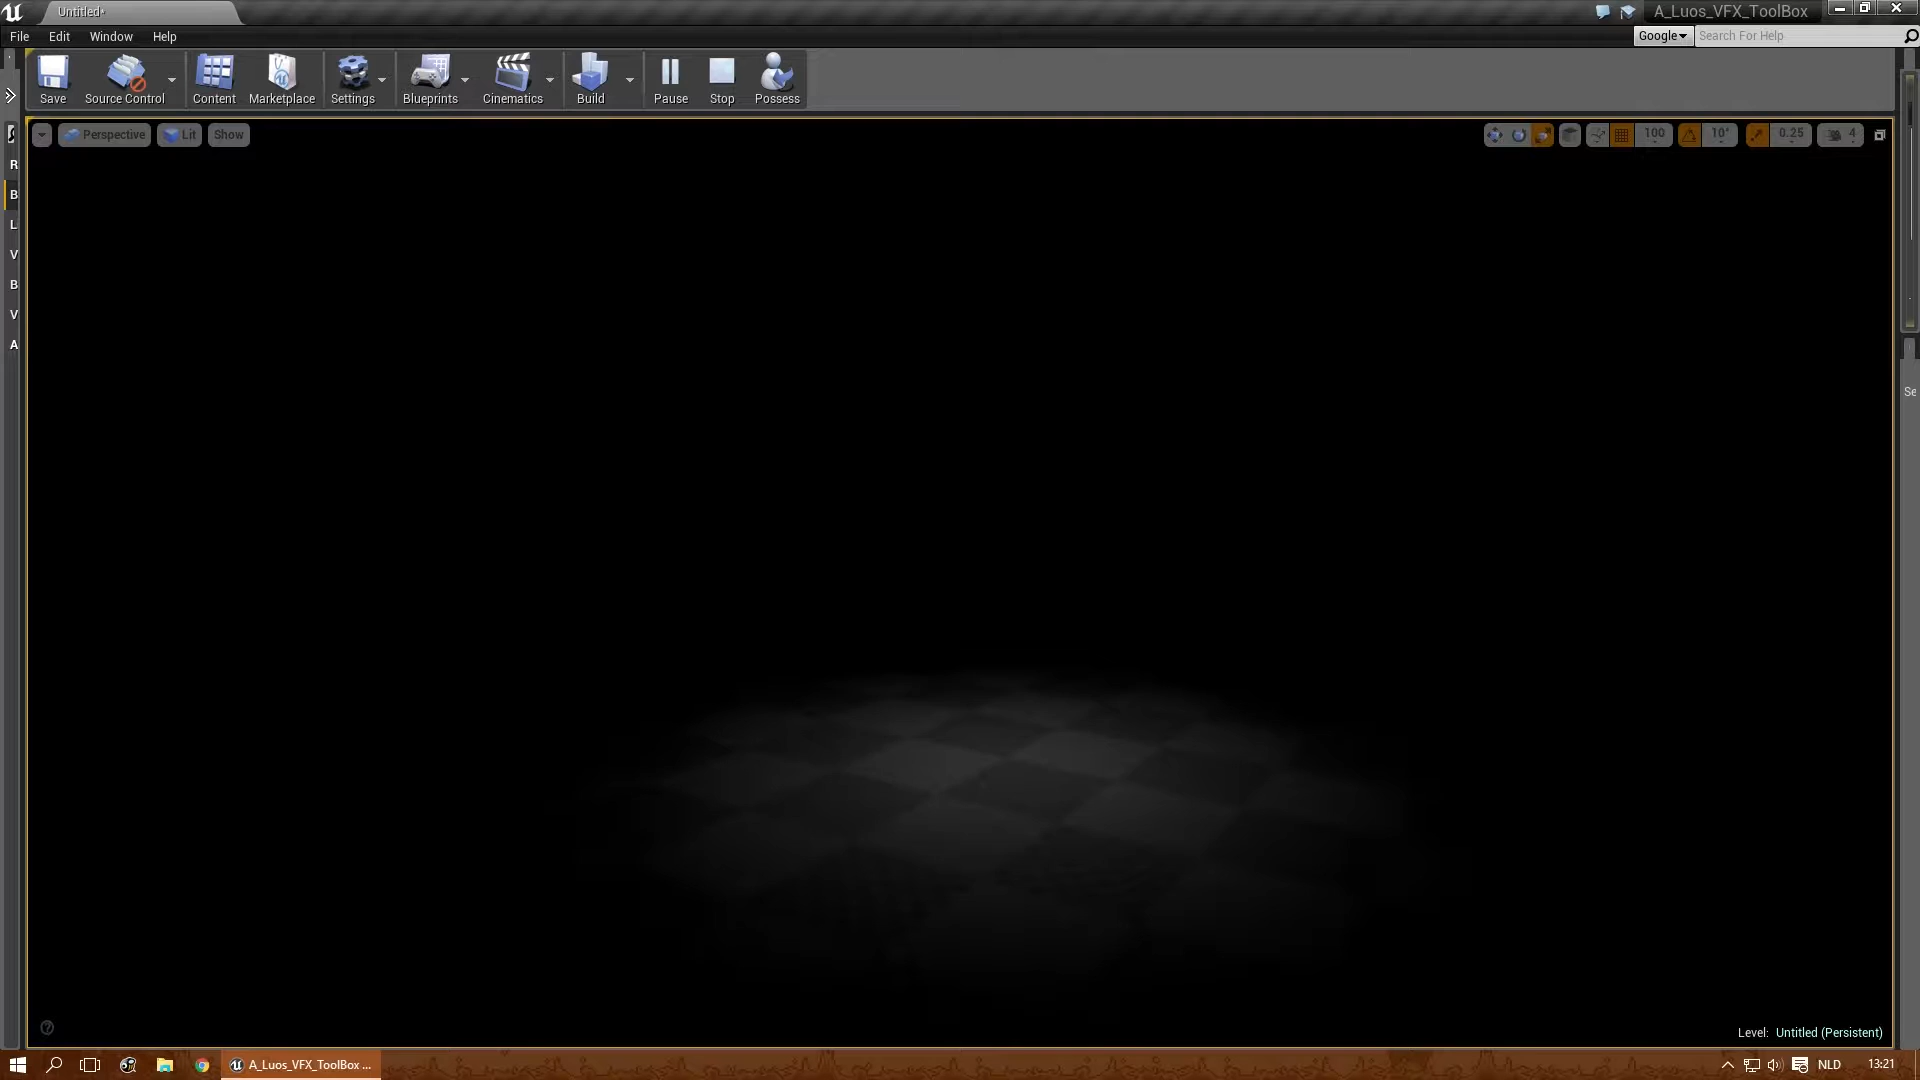 Untitled•
A_Luos_VFX_ToolBox
File Edit Window Help
Google Search For Help
Save Source Control Content Marketplace Settings Blueprints Cinematics Build Pause Stop Possess
Perspective Lit Show 100 10° 0.25 4
R
B
L
V
B
V
A
Se
Level: Untitled (Persistent)
A_Luos_VFX_ToolBox ... NLD 13:21